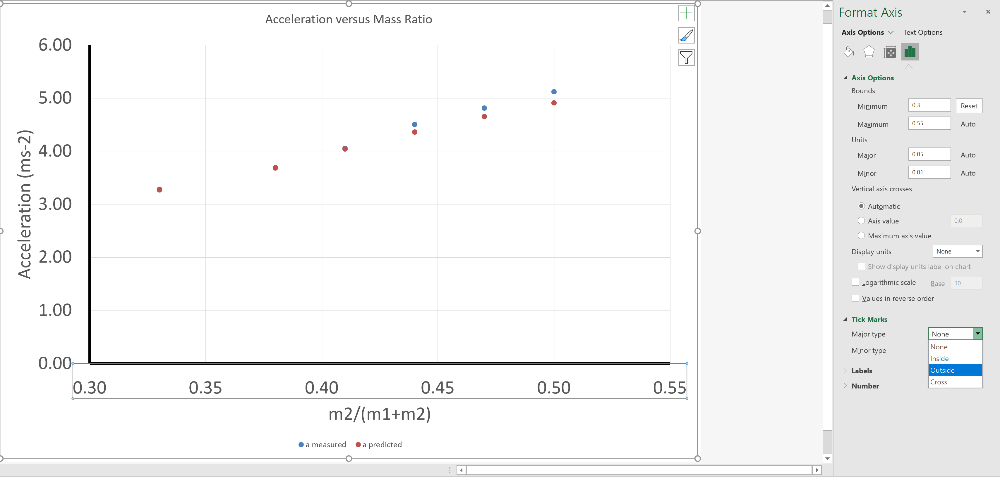 Acceleration versus Mass Ratio
6.00
5.00
4.00
3.00
2.00
1.00
0.00
Acceleration (ms-2)
0.30 0.35 0.40 0.45 0.50 0.55
m2/(m1+m2)
a measured a predicted
Format Axis
Axis Options Text Options
Axis Options
Bounds
Minimum 0.3 Reset
Maximum 0.55 Auto
Units
Major 0.05 Auto
Minor 0.01 Auto
Vertical axis crosses
Automatic
Axis value 0.0
Maximum axis value
Display units None
Show display units label on chart
Logarithmic scale Base 10
Values in reverse order
Tick Marks
Major type None
None
Minor type
Inside
Outside
Labels
Cross
Number